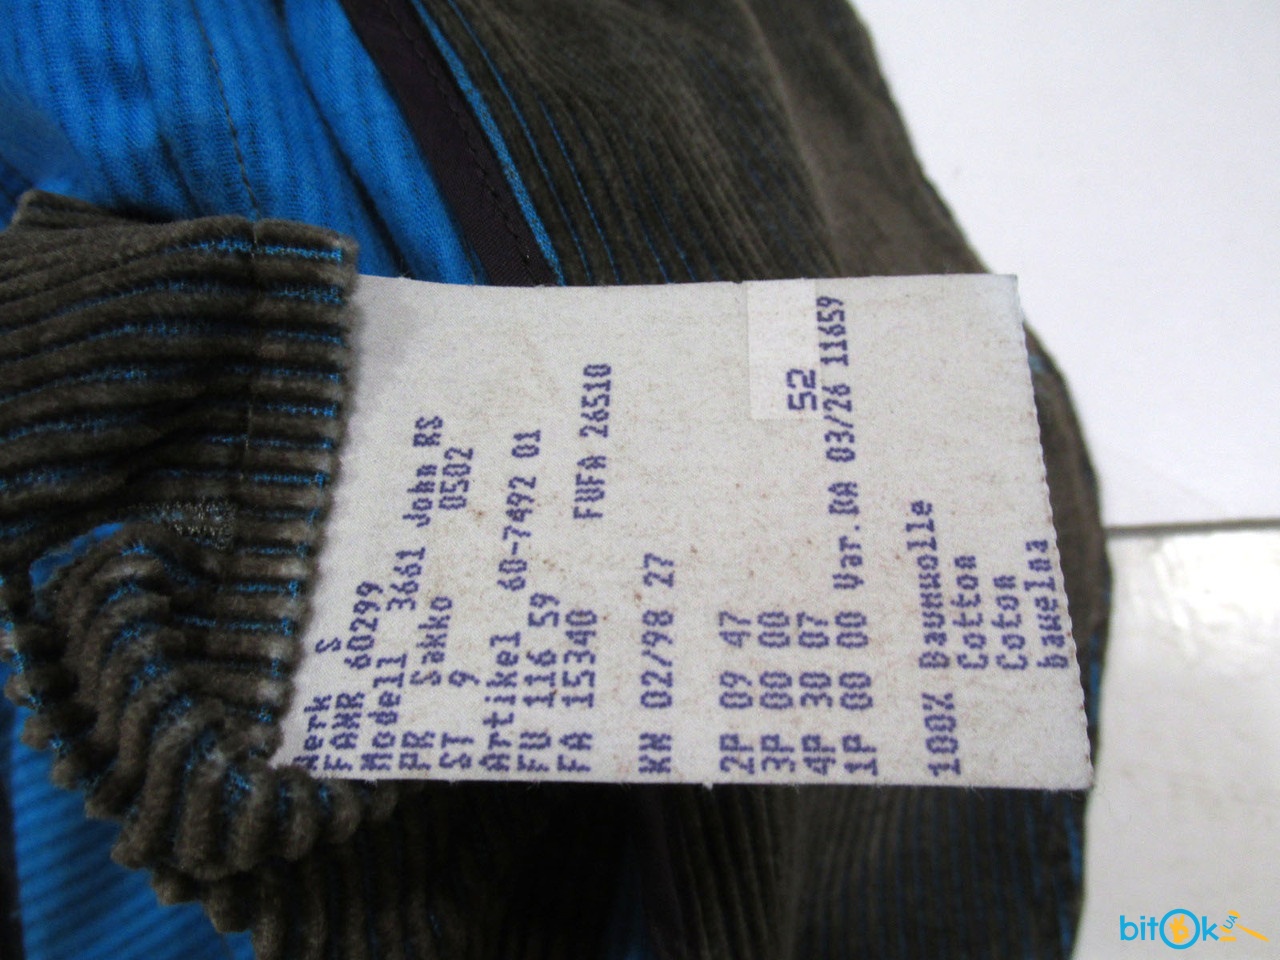 Werk S
FANR 60299
Modell 3661 John RS
PR Sakko 0502
ST 9
Artikel 60-7492 01
FU 116 59
FA 15340 FUFA 26510
KW 02/98 27
2P 09 47
3P 00 00
52
4P 30 07
1P 00 00 Var.DA 03/26 11659
100% Baumwolle
Cotton
Coton
bawelna
bitok UA